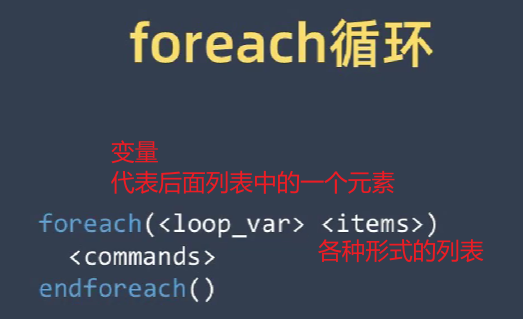 foreach循环
变量
代表后面列表中的一个元素
foreach(<loop_var> <items>)
各种形式的列表
<commands>
endforeach()